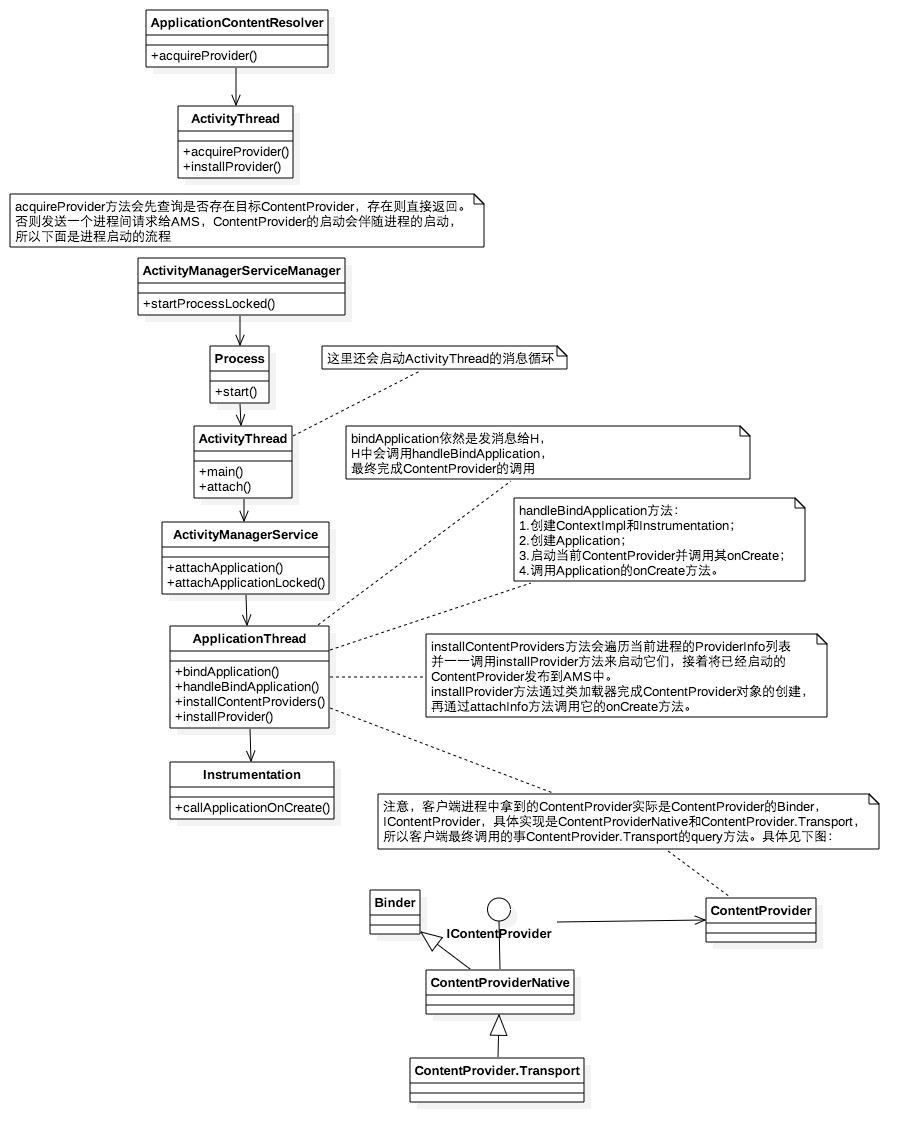 ApplicationContentResolver
+acquireProvider()
ActivityThread
+acquireProvider()
+installProvider()
acquireProvider方法会先查询是否存在目标ContentProvider，存在则直接返回。
否则发送一个进程间请求给AMS，ContentProvider的启动会伴随进程的启动，
所以下面是进程启动的流程
ActivityManagerServiceManager
+startProcessLocked()
Process
+start()
这里还会启动ActivityThread的消息循环
ActivityThread
+main()
+attach()
bindApplication依然是发消息给H，
H中会调用handleBindApplication，
最终完成ContentProvider的调用
handleBindApplication方法：
1.创建ContextImpl和Instrumentation；
2.创建Application；
3.启动当前ContentProvider并调用其onCreate；
4.调用Application的onCreate方法。
ActivityManagerService
+attachApplication()
+attachApplicationLocked()
ApplicationThread
+bindApplication()
+handleBindApplication()
+installContentProviders()
+installProvider()
installContentProviders方法会遍历当前进程的ProviderInfo列表
并一一调用installProvider方法来启动它们，接着将已经启动的
ContentProvider发布到AMS中。
installProvider方法通过类加载器完成ContentProvider对象的创建，
再通过attachInfo方法调用它的onCreate方法。
Instrumentation
+callApplicationOnCreate()
注意，客户端进程中拿到的ContentProvider实际是ContentProvider的Binder，
IContentProvider，具体实现是ContentProviderNative和ContentProvider.Transport，
所以客户端最终调用的事ContentProvider.Transport的query方法。具体见下图：
Binder
IContentProvider
ContentProvider
ContentProviderNative
ContentProvider.Transport